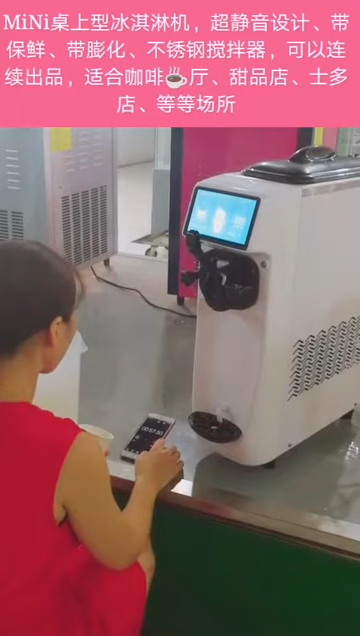 MiNi桌上型冰淇淋机，超静音设计、带
保鲜、带膨化、不锈钢搅拌器，可以连
续出品，适合咖啡☕厅、甜品店、士多
店、等等场所